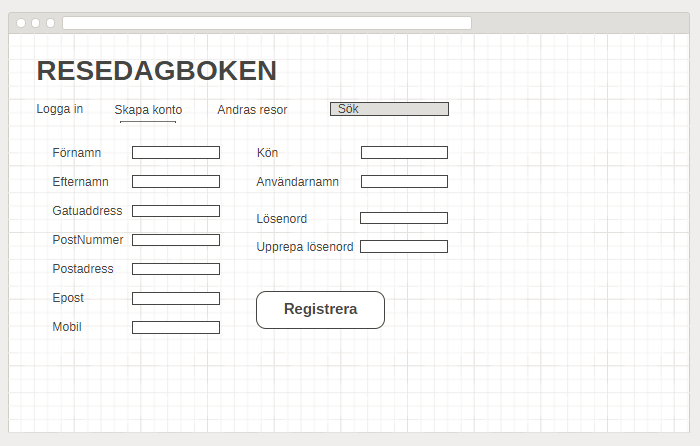 RESEDAGBOKEN
Logga in
Skapa konto
Andras resor
Sök
Förnamn
Efternamn
Gatuaddress
PostNummer
Postadress
Epost
Mobil
Kön
Användarnamn
Lösenord
Upprepa lösenord
Registrera